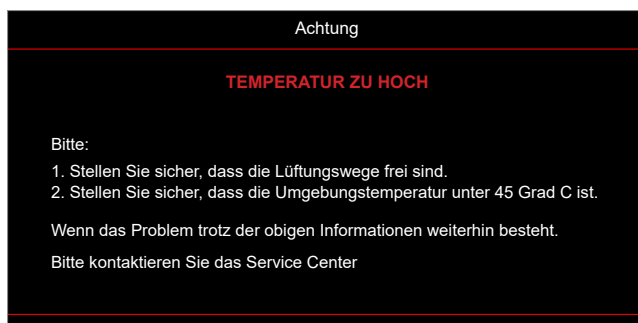 Achtung
TEMPERATUR ZU HOCH
Bitte:
1. Stellen Sie sicher, dass die Lüftungswege frei sind.
2. Stellen Sie sicher, dass die Umgebungstemperatur unter 45 Grad C ist.
Wenn das Problem trotz der obigen Informationen weiterhin besteht.
Bitte kontaktieren Sie das Service Center